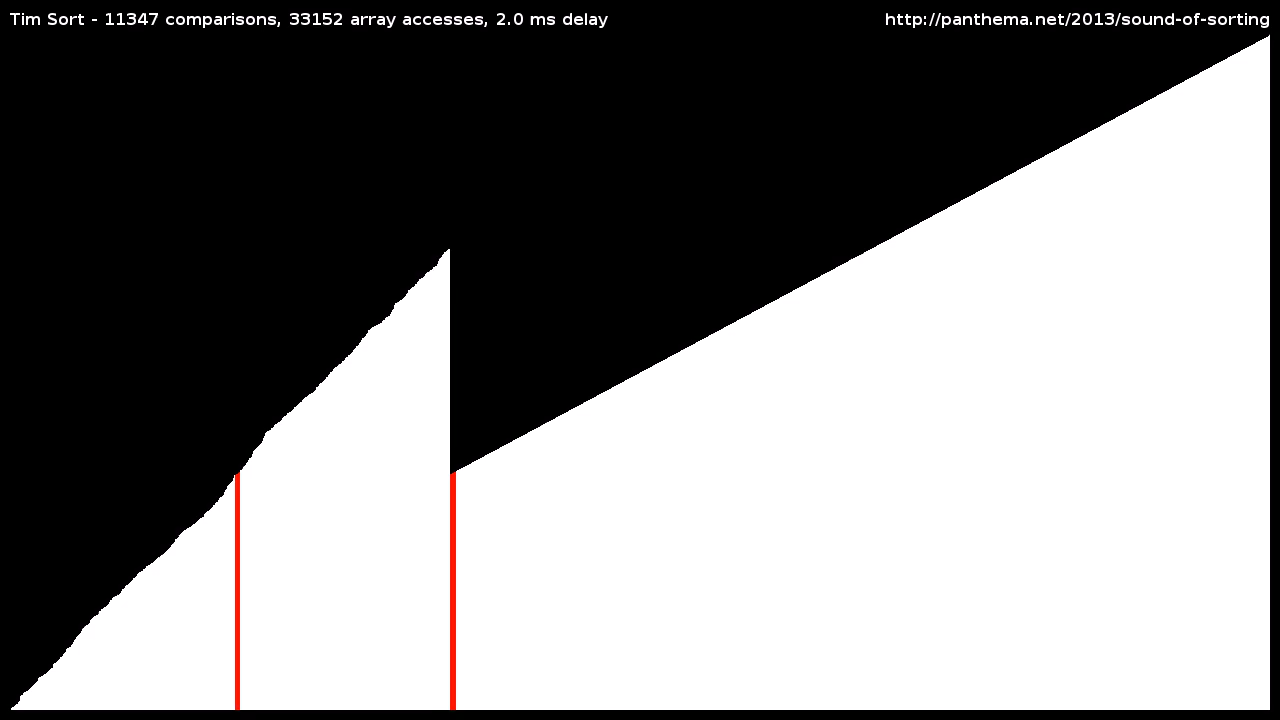 Tim Sort - 11347 comparisons, 33152 array accesses, 2.0 ms delay
http://panthema.net/2013/sound-of-sorting